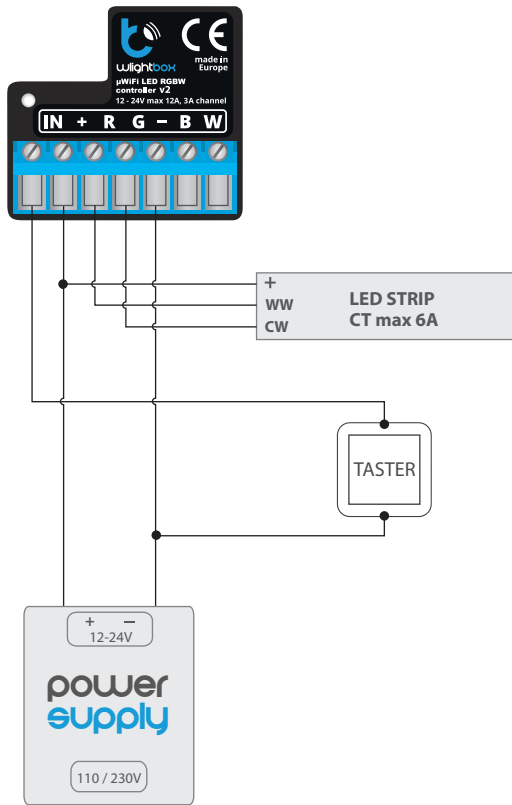 CE
made in
Europe
wlightbox
µWiFi LED RGBW
controller v2
12 - 24V max 12A, 3A channel
IN + R G − B W
+
WW
CW
LED STRIP
CT max 6A
TASTER
+ −
12-24V
power
supply
110 / 230V